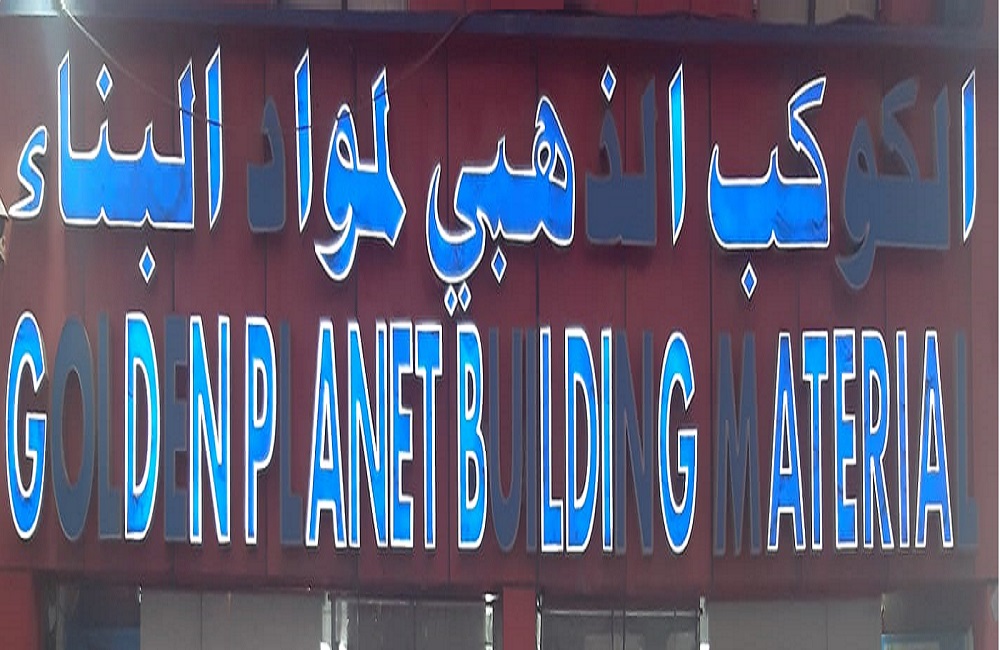 الكوكب الذهبي لمواد البناء
GOLDEN PLANET BUILDING MATERIAL